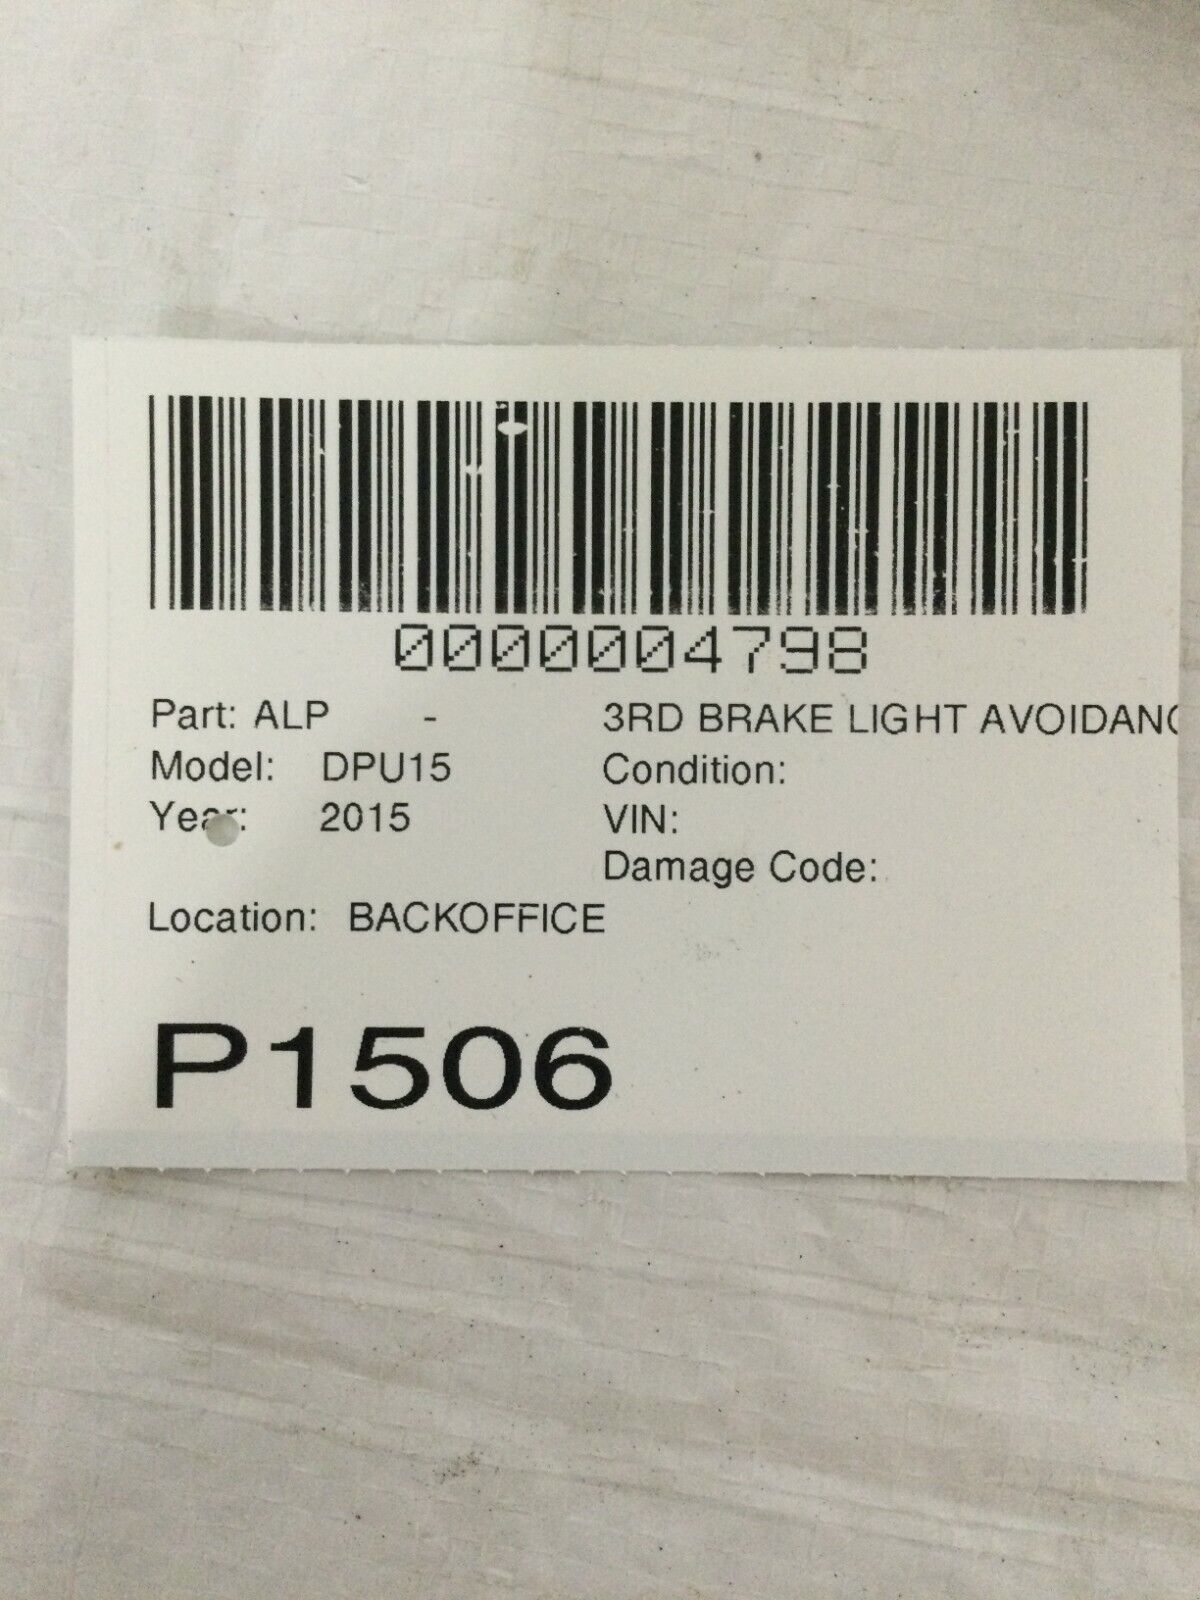 0000004798
Part: ALP - 3RD BRAKE LIGHT AVOIDANC
Model: DPU15 Condition:
Year: 2015 VIN:
Damage Code:
Location: BACKOFFICE
P1506